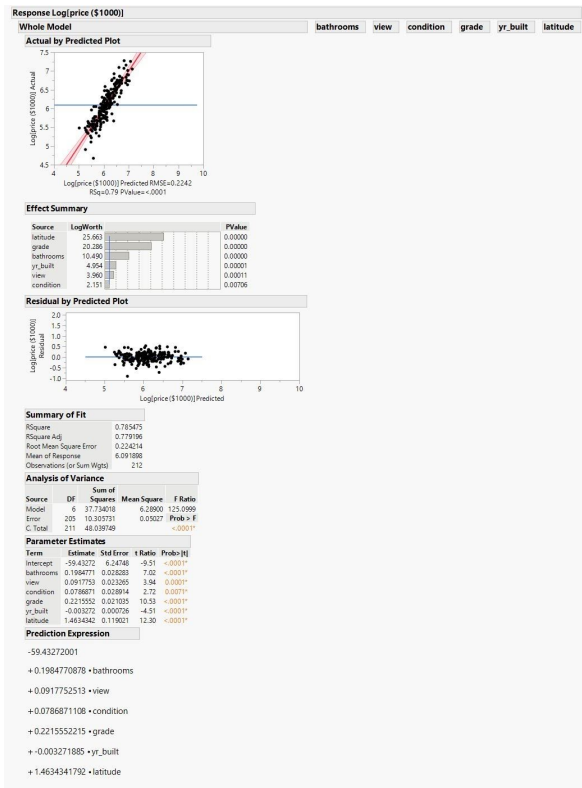 Response Log[price ($1000)]
Whole Model bathrooms view condition grade yr_built latitude
Actual by Predicted Plot
7.5
7
6.5
6
5.5
5
4.5
Log[price ($1000)] Actual
4 5 6 7 8 9 10
Log[price ($1000)] Predicted RMSE=0.2242
RSq=0.79 PValue=<.0001
Effect Summary
Source LogWorth PValue
latitude 25.663 0.00000
grade 20.286 0.00000
bathrooms 10.490 0.00000
yr_built 4.954 0.00001
view 3.960 0.00011
condition 2.151 0.00706
Residual by Predicted Plot
2.0
1.5
1.0
0.5
0.0
-0.5
-1.0
Log[price ($1000)]
Residual
4 5 6 7 8 9 10
Log[price ($1000)] Predicted
Summary of Fit
RSquare 0.785475
RSquare Adj 0.779196
Root Mean Square Error 0.224214
Mean of Response 6.091898
Observations (or Sum Wgts) 212
Analysis of Variance
Sum of
Source DF Squares Mean Square F Ratio
Model 6 37.734018 6.28900 125.0999
Error 205 10.305731 0.05027 Prob > F
C. Total 211 48.039749 <.0001*
Parameter Estimates
Term Estimate Std Error t Ratio Prob>|t|
Intercept -59.43272 6.24748 -9.51 <.0001*
bathrooms 0.1984771 0.028283 7.02 <.0001*
view 0.0917753 0.023265 3.94 0.0001*
condition 0.0786871 0.028914 2.72 0.0071*
grade 0.2215552 0.021035 10.53 <.0001*
yr_built -0.003272 0.000726 -4.51 <.0001*
latitude 1.4634342 0.119021 12.30 <.0001*
Prediction Expression
-59.43272001
+ 0.1984770878 • bathrooms
+ 0.0917752513 • view
+ 0.0786871108 • condition
+ 0.2215552215 • grade
+ -0.003271885 • yr_built
+ 1.4634341792 • latitude